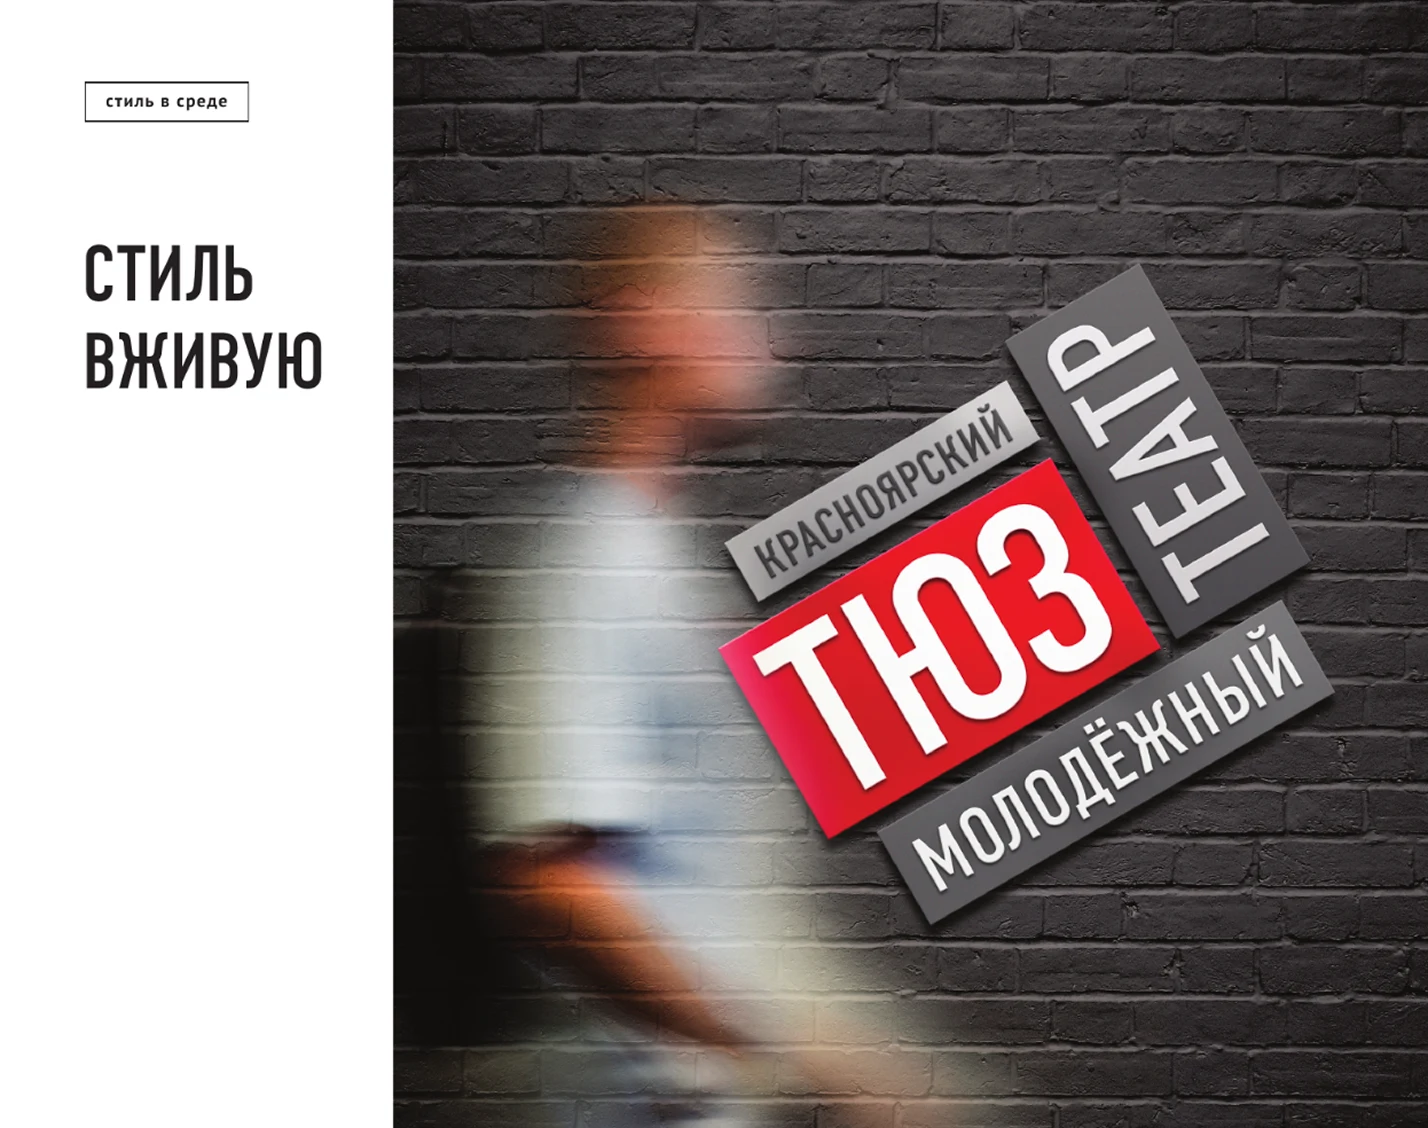 стиль в среде
СТИЛЬ
ВЖИВУЮ
КРАСНОЯРСКИЙ
ТЮЗ
ТЕАТР
МОЛОДЁЖНЫЙ